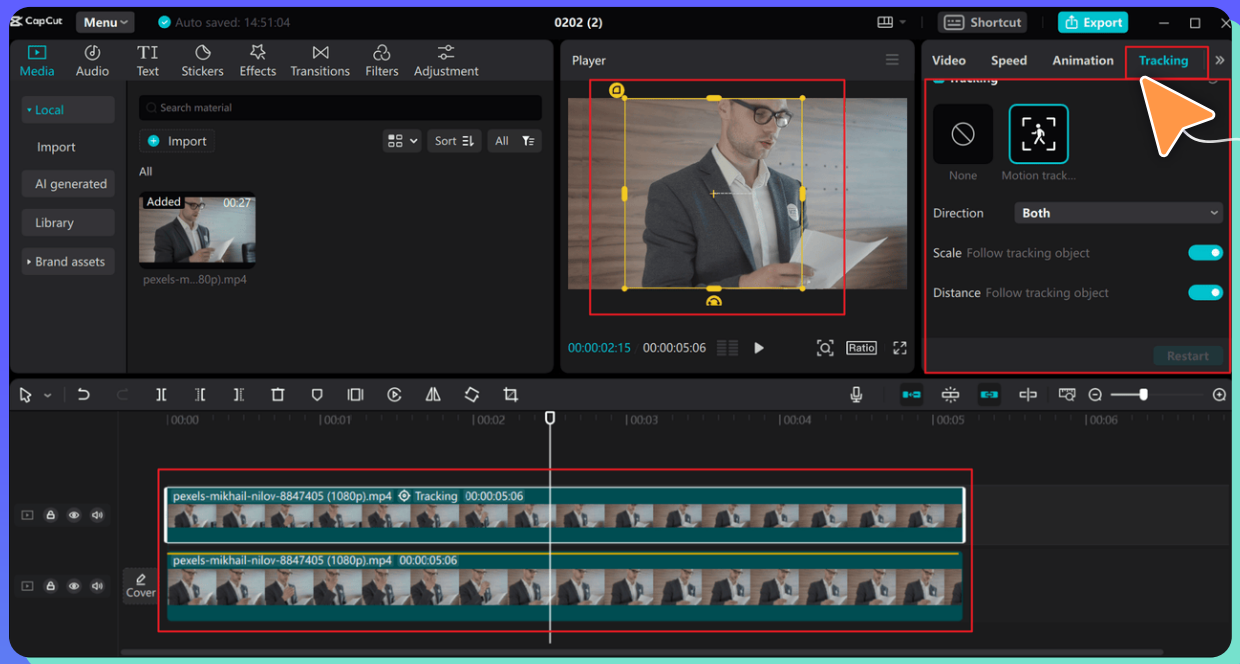 CapCut
Menu
Auto saved: 14:51:04
0202 (2)
Shortcut
Export
Media
Audio
Text
Stickers
Effects
Transitions
Filters
Adjustment
Local
Import
AI generated
Library
Brand assets
Search material
Import
Sort
All
All
Added
00:27
pexels-m...80p).mp4
Player
00:00:02:15
00:00:05:06
Ratio
Video
Speed
Animation
Tracking
Tracking
None
Motion track...
Direction
Both
Scale Follow tracking object
Distance Follow tracking object
Restart
00:00
00:01
00:02
00:03
00:04
00:05
00:06
pexels-mikhail-nilov-8847405 (1080p).mp4 Tracking 00:00:05:06
pexels-mikhail-nilov-8847405 (1080p).mp4 00:00:05:06
Cover